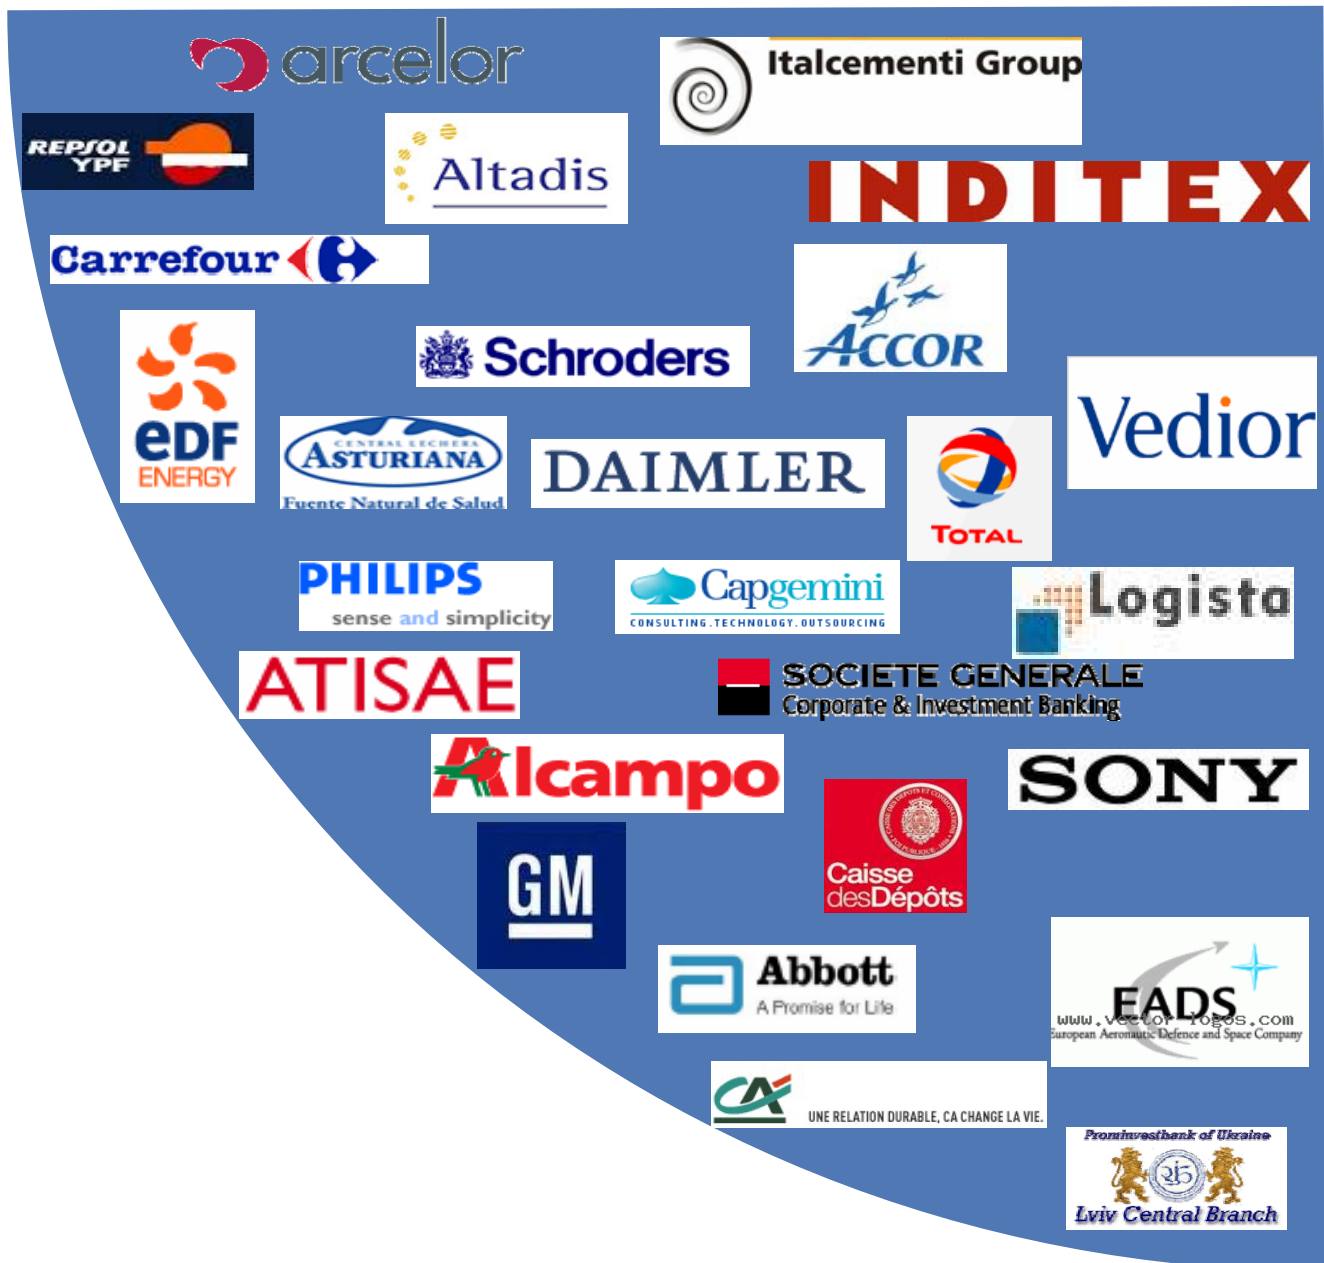 arcelor
Italcementi Group
REPSOL
YPF
Altadis
INDITEX
Carrefour
ACCOR
Schroders
eDF
ENERGY
CENTRAL LECHERA
ASTURIANA
Fuente Natural de Salud
DAIMLER
TOTAL
Vedior
PHILIPS
sense and simplicity
Capgemini
CONSULTING.TECHNOLOGY.OUTSOURCING
Logista
ATISAE
SOCIETE GENERALE
Corporate & Investment Banking
Alcampo
SONY
GM
Caisse
desDépôts
Abbott
A Promise for Life
EADS
www.vector-logos.com
European Aeronautic Defence and Space Company
CA
UNE RELATION DURABLE, CA CHANGE LA VIE.
Prominvestbank of Ukraine
Lviv Central Branch